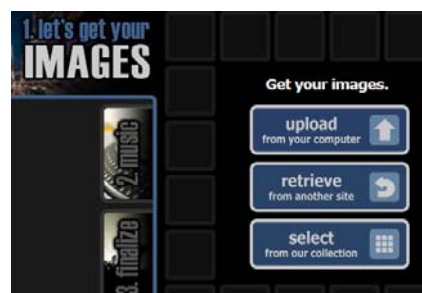 1. let's get your
IMAGES
Get your images.
upload
from your computer
retrieve
from another site
select
from our collection
2. music
3. finalize